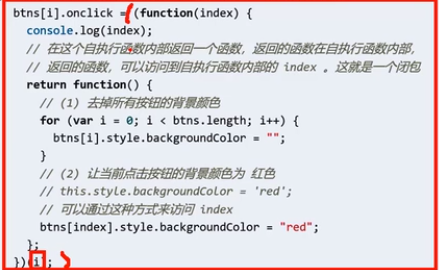 btns[i].onclick = (function(index) {
console.log(index);
// 在这个自执行函数内部返回一个函数，返回的函数在自执行函数内部，
// 返回的函数，可以访问到自执行函数内部的 index 。这就是一个闭包
return function() {
// (1) 去掉所有按钮的背景颜色
for (var i = 0; i < btns.length; i++) {
btns[i].style.backgroundColor = "";
}
// (2) 让当前点击按钮的背景颜色为 红色
// this.style.backgroundColor = 'red';
// 可以通过这种方式来访问 index
btns[index].style.backgroundColor = "red";
};
})(i);